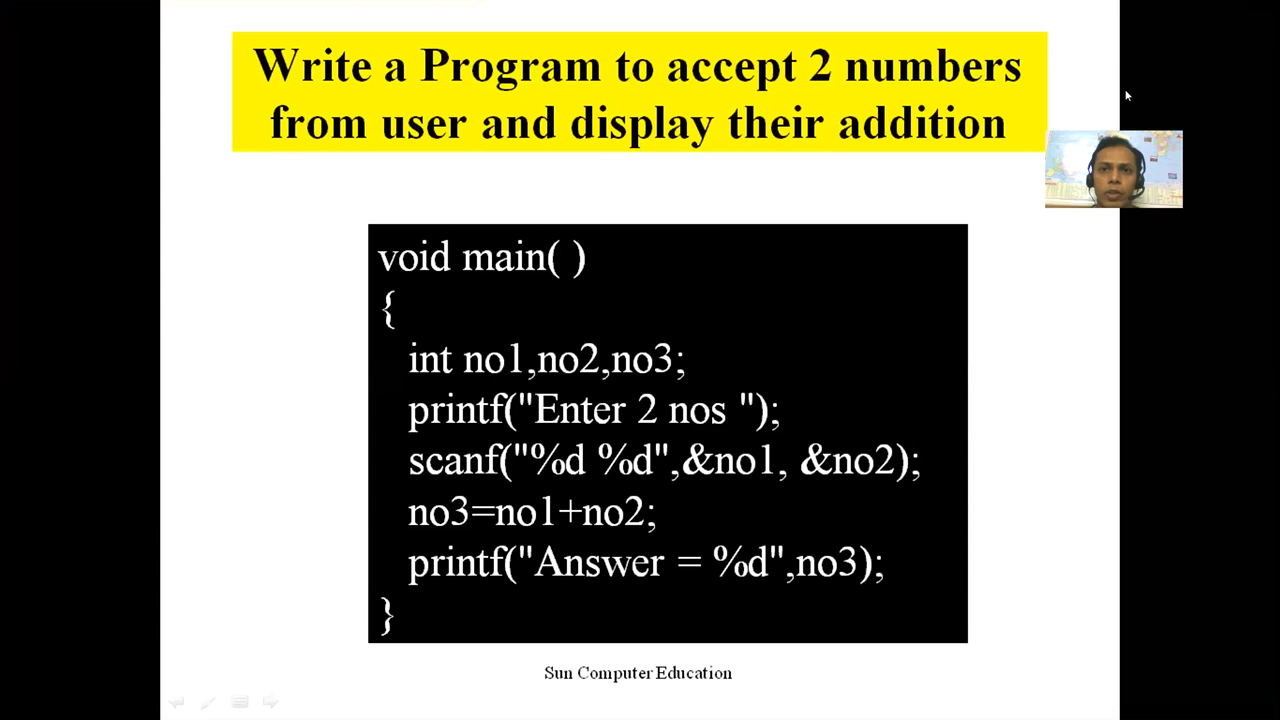 Write a Program to accept 2 numbers
from user and display their addition
void main( )
{
int no1,no2,no3;
printf("Enter 2 nos ");
scanf("%d %d",&no1, &no2);
no3=no1+no2;
printf("Answer = %d",no3);
}
Sun Computer Education